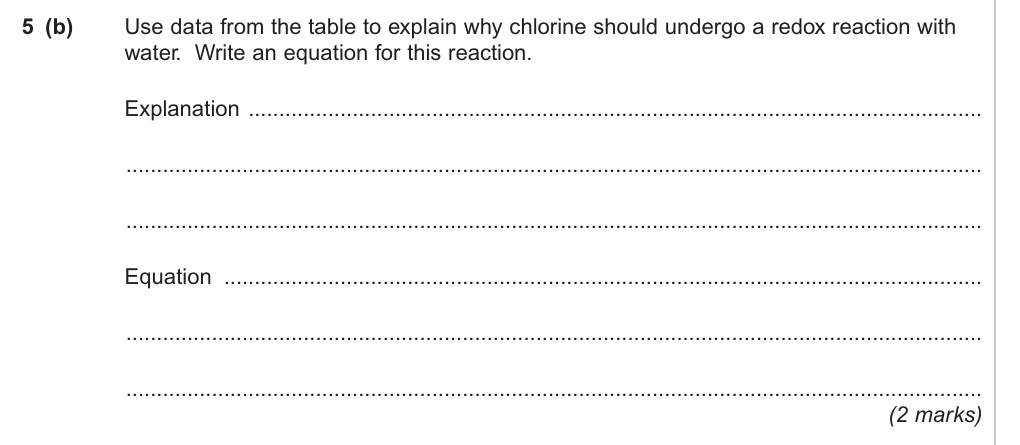 5 (b) Use data from the table to explain why chlorine should undergo a redox reaction with
water. Write an equation for this reaction.
Explanation ..........................................................................................................................
..............................................................................................................................................
..............................................................................................................................................
Equation ..............................................................................................................................
..............................................................................................................................................
..............................................................................................................................................
(2 marks)